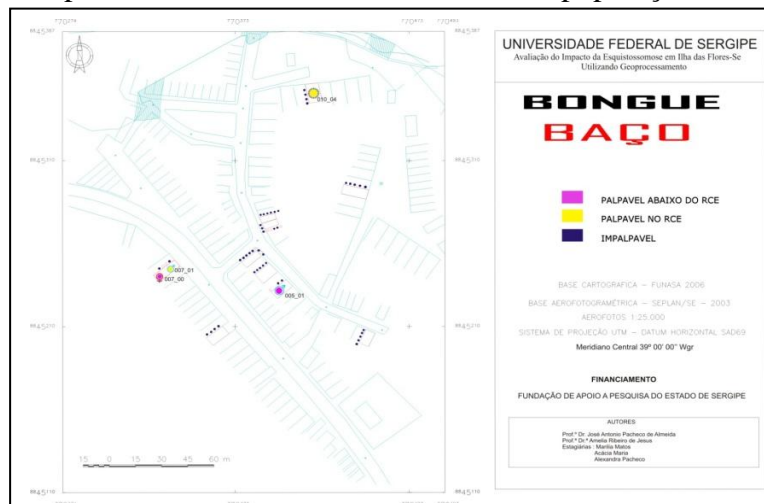 UNIVERSIDADE FEDERAL DE SERGIPE
Avaliação do Impacto da Esquistossomose em Ilha das Flores-Se
Utilizando Geoprocessamento
BONGUE
BAÇO
PALPAVEL ABAIXO DO RCE
PALPAVEL NO RCE
IMPALPAVEL
BASE CARTOGRAFICA – FUNASA 2006
BASE AEROFOTOGRAMÉTRICA – SEPLAN/SE – 2003
AEROFOTOS 1:25.000
SISTEMA DE PROJEÇÃO UTM – DATUM HORIZONTAL SAD69
Meridiano Central 39º 00' 00'' Wgr
FINANCIAMENTO
FUNDAÇÃO DE APOIO A PESQUISA DO ESTADO DE SERGIPE
AUTORES
Prof.º Dr. José Antonio Pacheco de Almeida
Prof.ª Dr.ª Amelia Ribeiro de Jesus
Estagiárias : Marilia Matos
Acácia Maria
Alexandra Pacheco
010_04
007_01
007_00
005_01
15 0 15 30 45 60 m